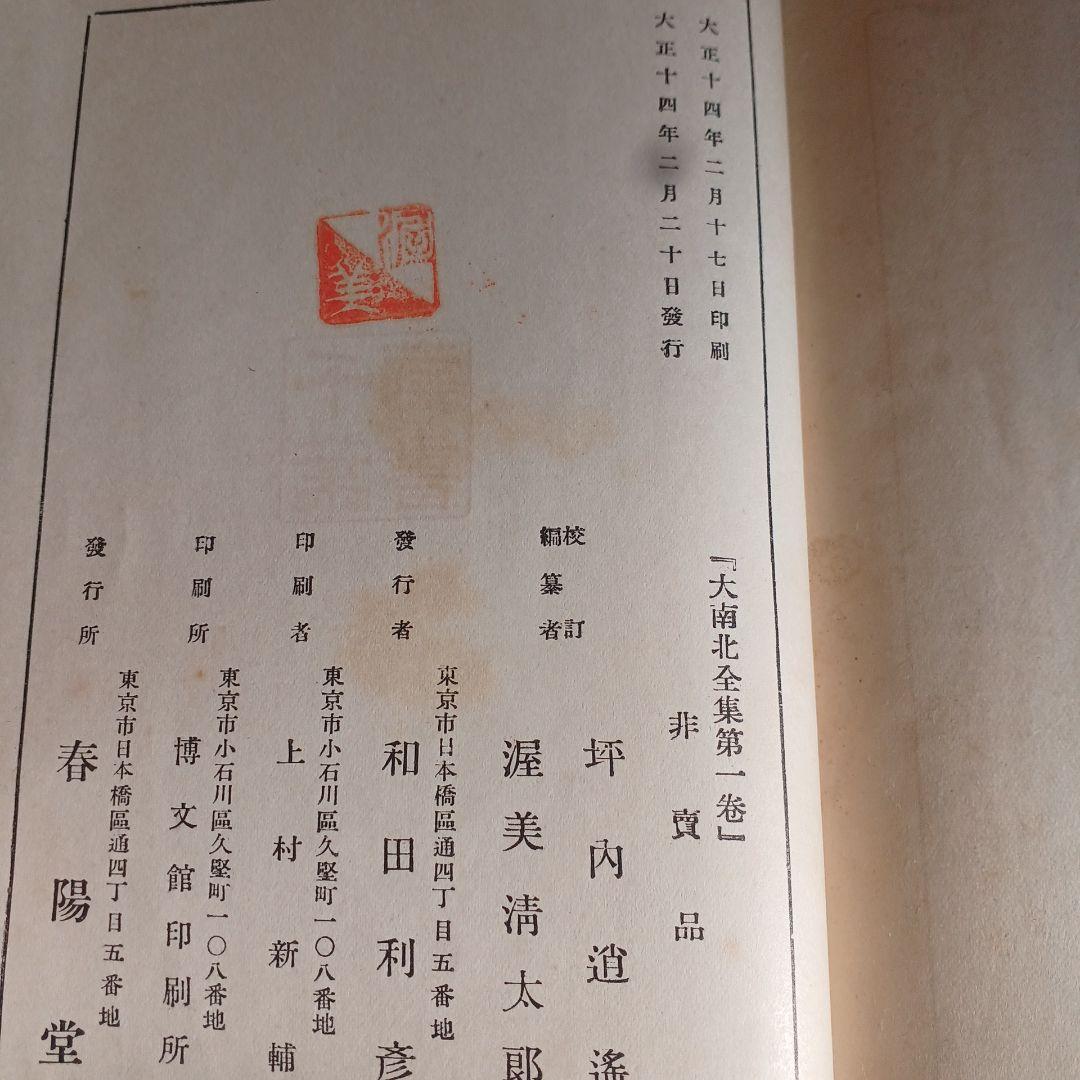 大正十四年二月十七日印刷
大正十四年二月二十日發行
『大南北全集第一卷』
非賣品
校訂
編纂者
坪內逍遙
渥美淸太郞
發行者
東京市日本橋區通四丁目五番地
和田利彥
印刷者
東京市小石川區久堅町一〇八番地
上村新輔
印刷所
東京市小石川區久堅町一〇八番地
博文館印刷所
發行所
東京市日本橋區通四丁目五番地
春陽堂
渥美